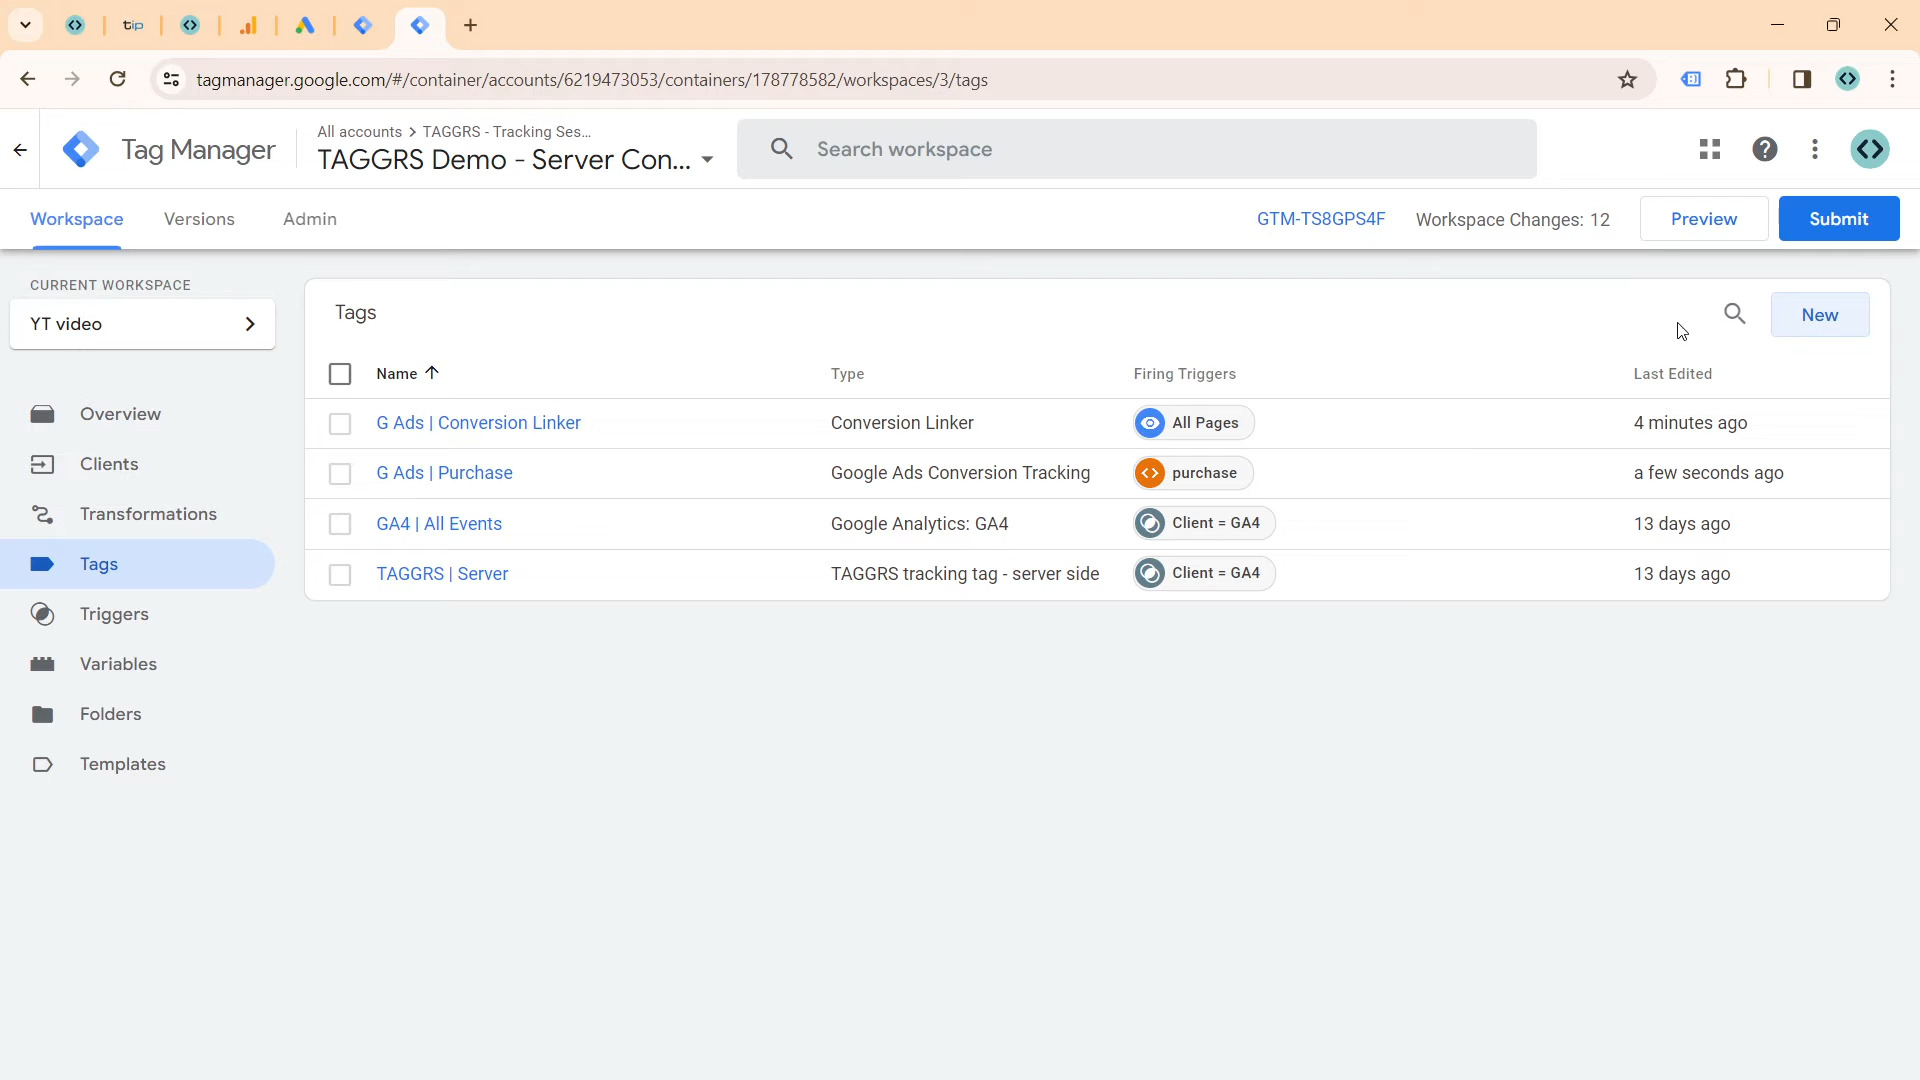 tip
tagmanager.google.com/#/container/accounts/6219473053/containers/178778582/workspaces/3/tags
Tag Manager
All accounts > TAGGRS - Tracking Ses...
TAGGRS Demo - Server Con...
Search workspace
Workspace
Versions
Admin
GTM-TS8GPS4F
Workspace Changes: 12
Preview
Submit
CURRENT WORKSPACE
YT video
Overview
Clients
Transformations
Tags
Triggers
Variables
Folders
Templates
Tags
New
Name Type Firing Triggers Last Edited
G Ads | Conversion Linker Conversion Linker All Pages 4 minutes ago
G Ads | Purchase Google Ads Conversion Tracking purchase a few seconds ago
GA4 | All Events Google Analytics: GA4 Client = GA4 13 days ago
TAGGRS | Server TAGGRS tracking tag - server side Client = GA4 13 days ago